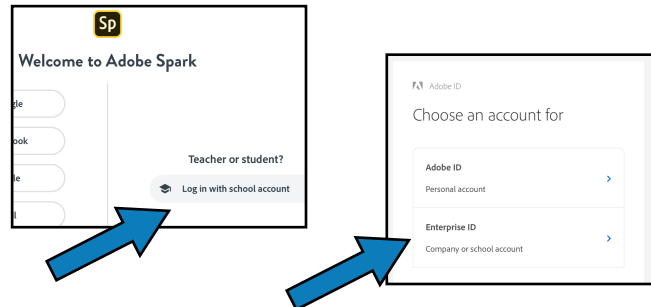 Sp
Welcome to Adobe Spark
gle
ook
le
l
Teacher or student?
Log in with school account
Adobe ID
Choose an account for
Adobe ID
Personal account
Enterprise ID
Company or school account